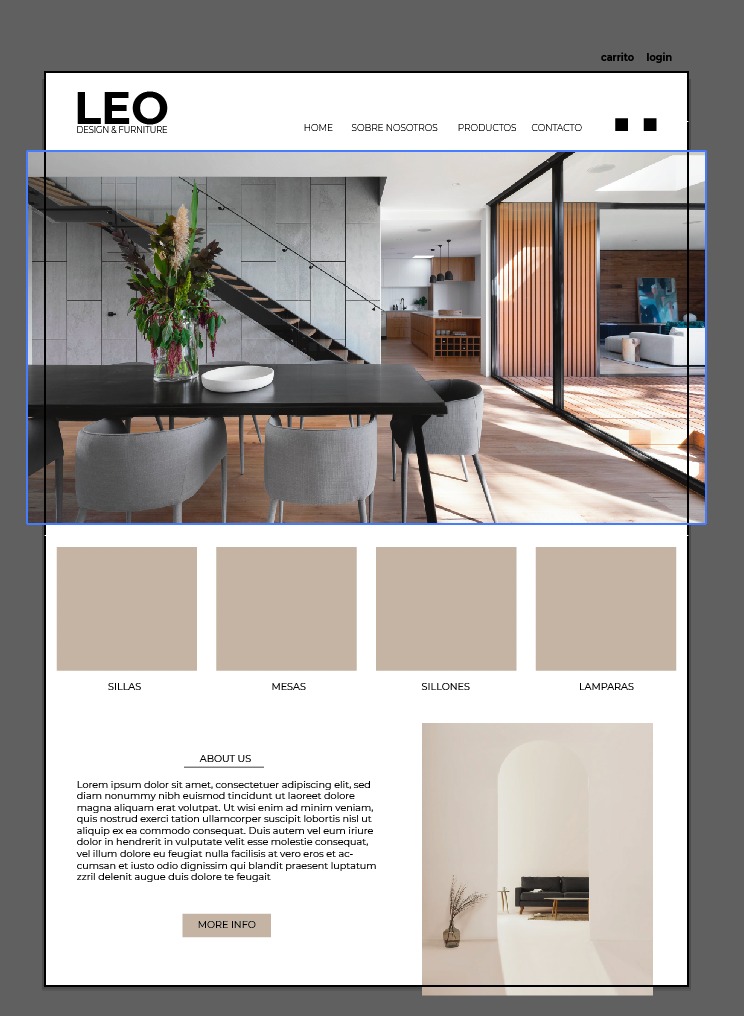 carrito login
LEO
DESIGN & FURNITURE
HOME SOBRE NOSOTROS PRODUCTOS CONTACTO
SILLAS MESAS SILLONES LAMPARAS
ABOUT US
Lorem ipsum dolor sit amet, consectetuer adipiscing elit, sed
diam nonummy nibh euismod tincidunt ut laoreet dolore
magna aliquam erat volutpat. Ut wisi enim ad minim veniam,
quis nostrud exerci tation ullamcorper suscipit lobortis nisl ut
aliquip ex ea commodo consequat. Duis autem vel eum iriure
dolor in hendrerit in vulputate velit esse molestie consequat,
vel illum dolore eu feugiat nulla facilisis at vero eros et ac-
cumsan et iusto odio dignissim qui blandit praesent luptatum
zzril delenit augue duis dolore te feugait
MORE INFO